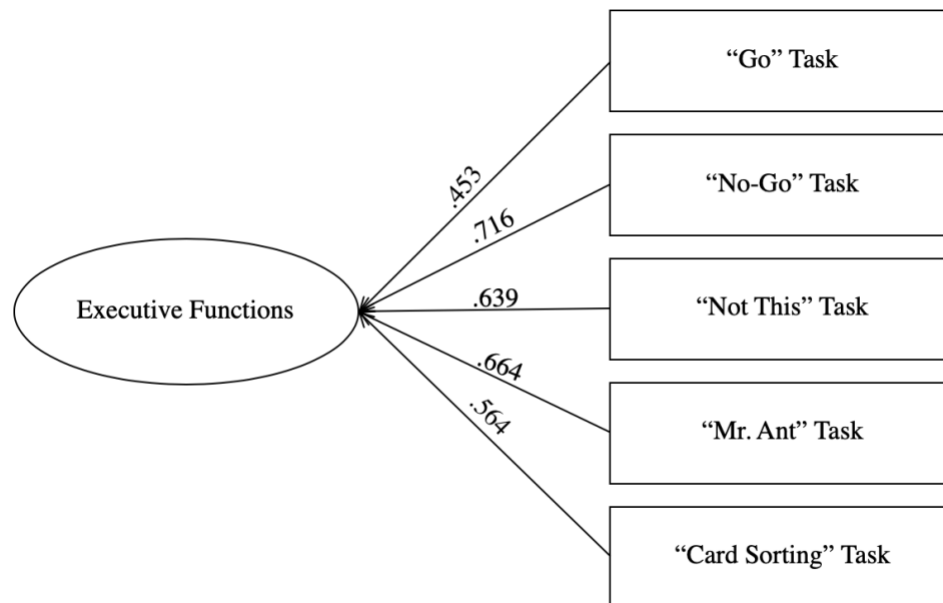 “Go” Task
.453
“No-Go” Task
.716
Executive Functions
.639
“Not This” Task
.664
“Mr. Ant” Task
.564
“Card Sorting” Task